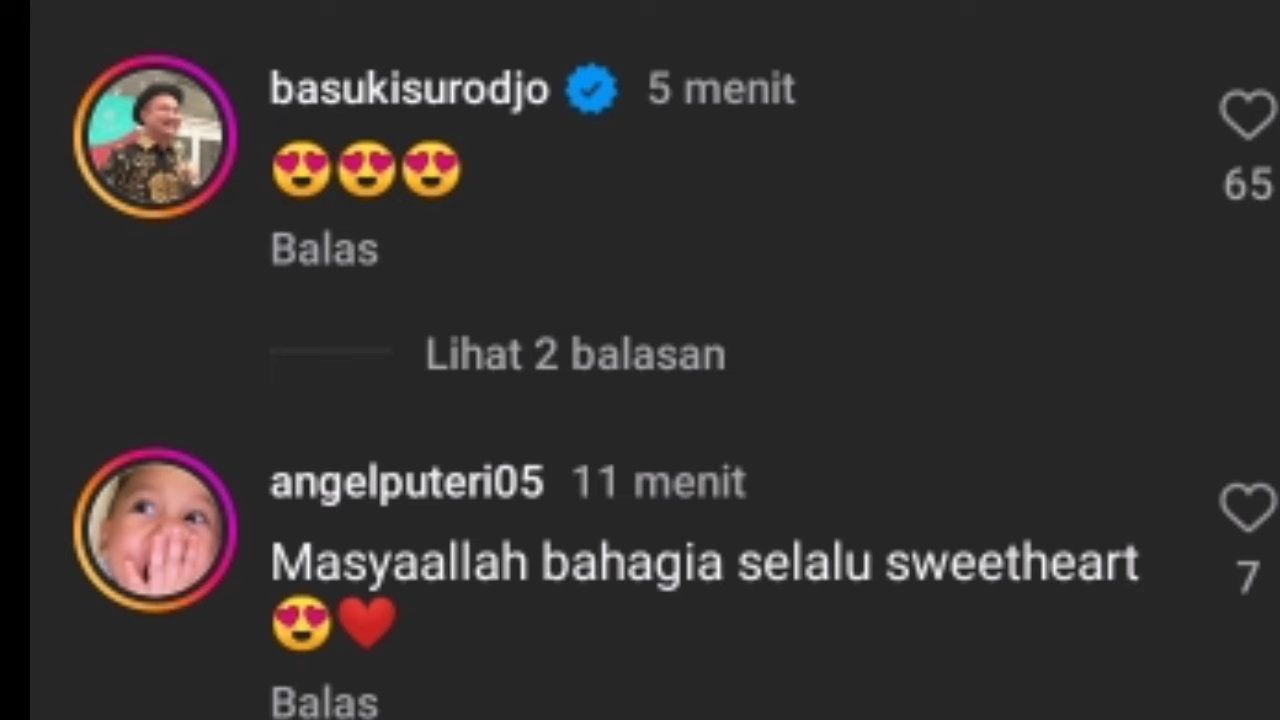 basukisurodjo 5 menit
😍😍😍
65
Balas
Lihat 2 balasan
angelputeri05 11 menit
Masyaallah bahagia selalu sweetheart
😍❤️
7
Balas